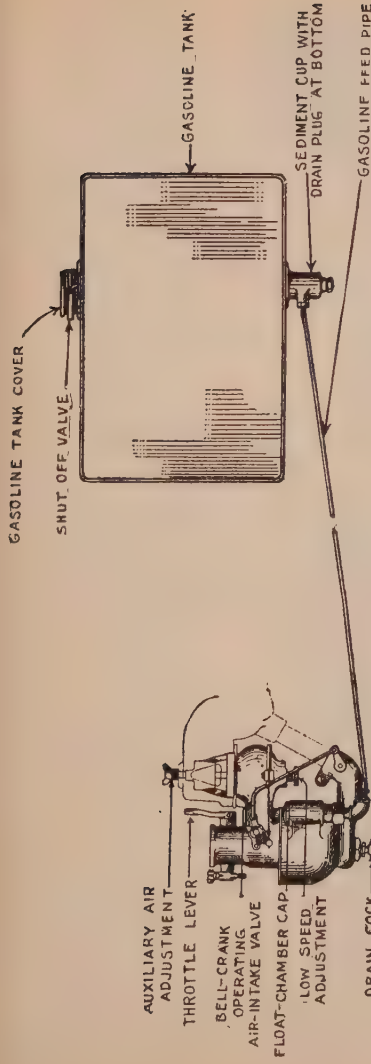 GASOLINE TANK COVER
SHUT OFF VALVE
GASOLINE TANK
SEDIMENT CUP WITH
DRAIN PLUG AT BOTTOM
GASOLINE FEED PIPE
AUXILIARY AIR
ADJUSTMENT
THROTTLE LEVER
BELL-CRANK
OPERATING
AIR-INTAKE VALVE
FLOAT-CHAMBER CAP
LOW SPEED
ADJUSTMENT
DRAIN COCK